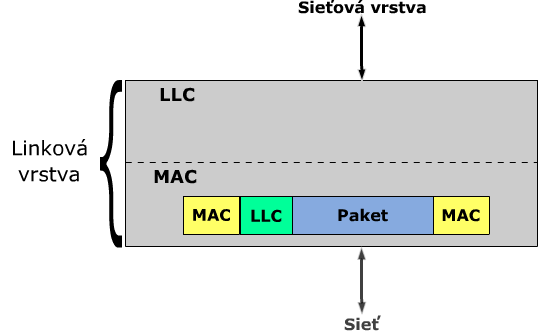 Sieťová vrstva
LLC
Linková
vrstva
MAC
MAC LLC Paket MAC
Sieť